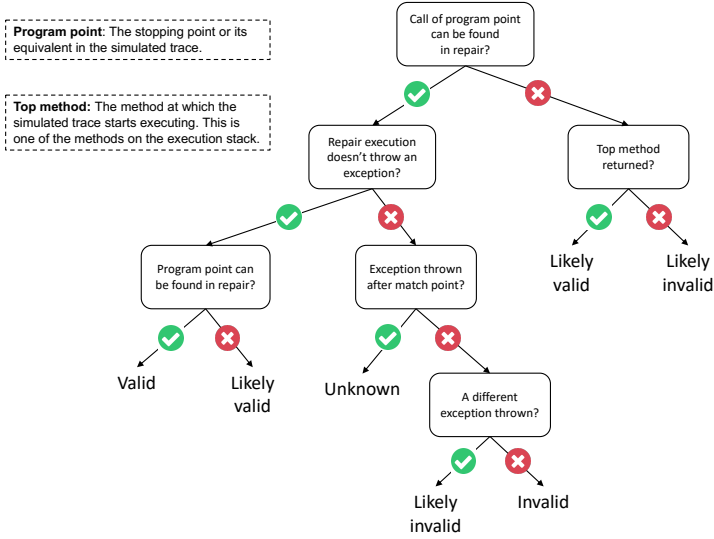 Program point: The stopping point or its
equivalent in the simulated trace.
Top method: The method at which the
simulated trace starts executing. This is
one of the methods on the execution stack.
Call of program point
can be found
in repair?
Repair execution
doesn't throw an
exception?
Top method
returned?
Program point can
be found in repair?
Exception thrown
after match point?
Likely
valid
Likely
invalid
Valid
Likely
valid
Unknown
A different
exception thrown?
Likely
invalid
Invalid